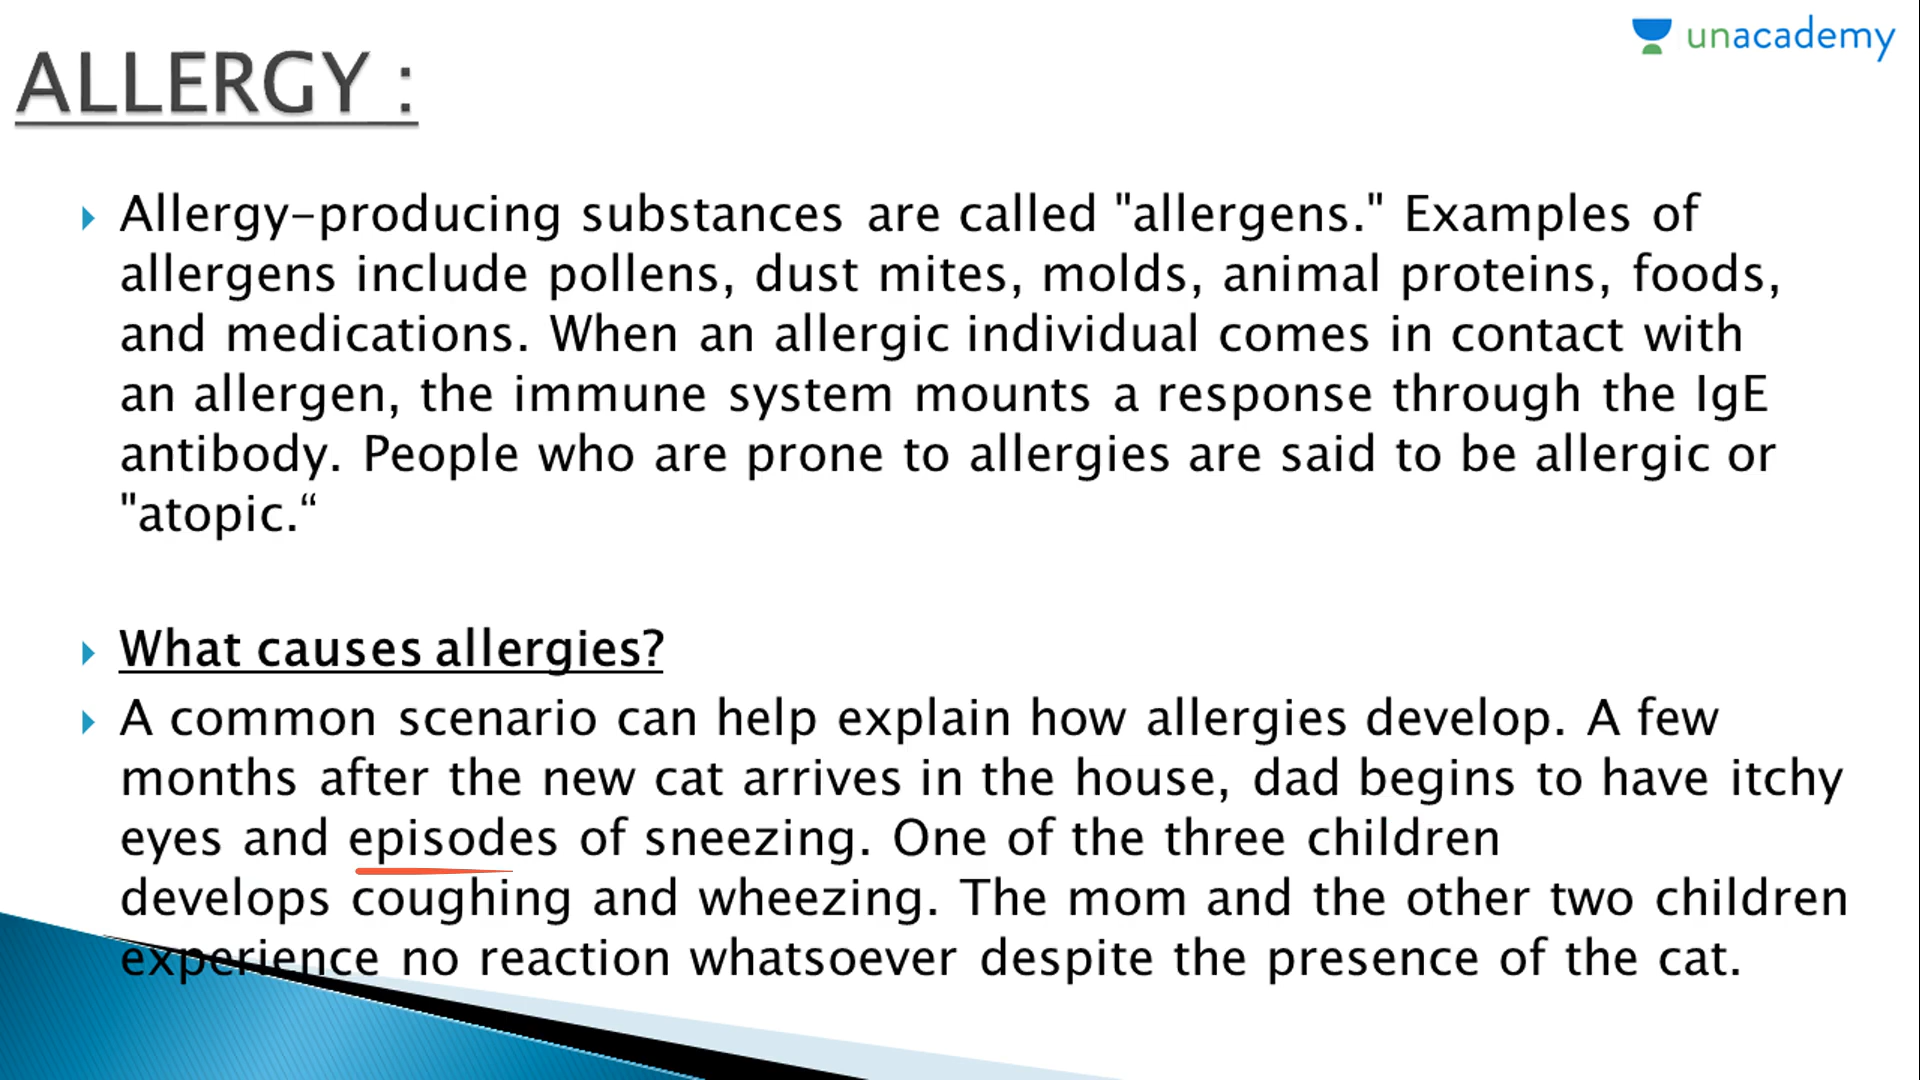 unacademy
ALLERGY :
Allergy-producing substances are called "allergens." Examples of
allergens include pollens, dust mites, molds, animal proteins, foods,
and medications. When an allergic individual comes in contact with
an allergen, the immune system mounts a response through the IgE
antibody. People who are prone to allergies are said to be allergic or
"atopic.“
What causes allergies?
A common scenario can help explain how allergies develop. A few
months after the new cat arrives in the house, dad begins to have itchy
eyes and episodes of sneezing. One of the three children
develops coughing and wheezing. The mom and the other two children
experience no reaction whatsoever despite the presence of the cat.